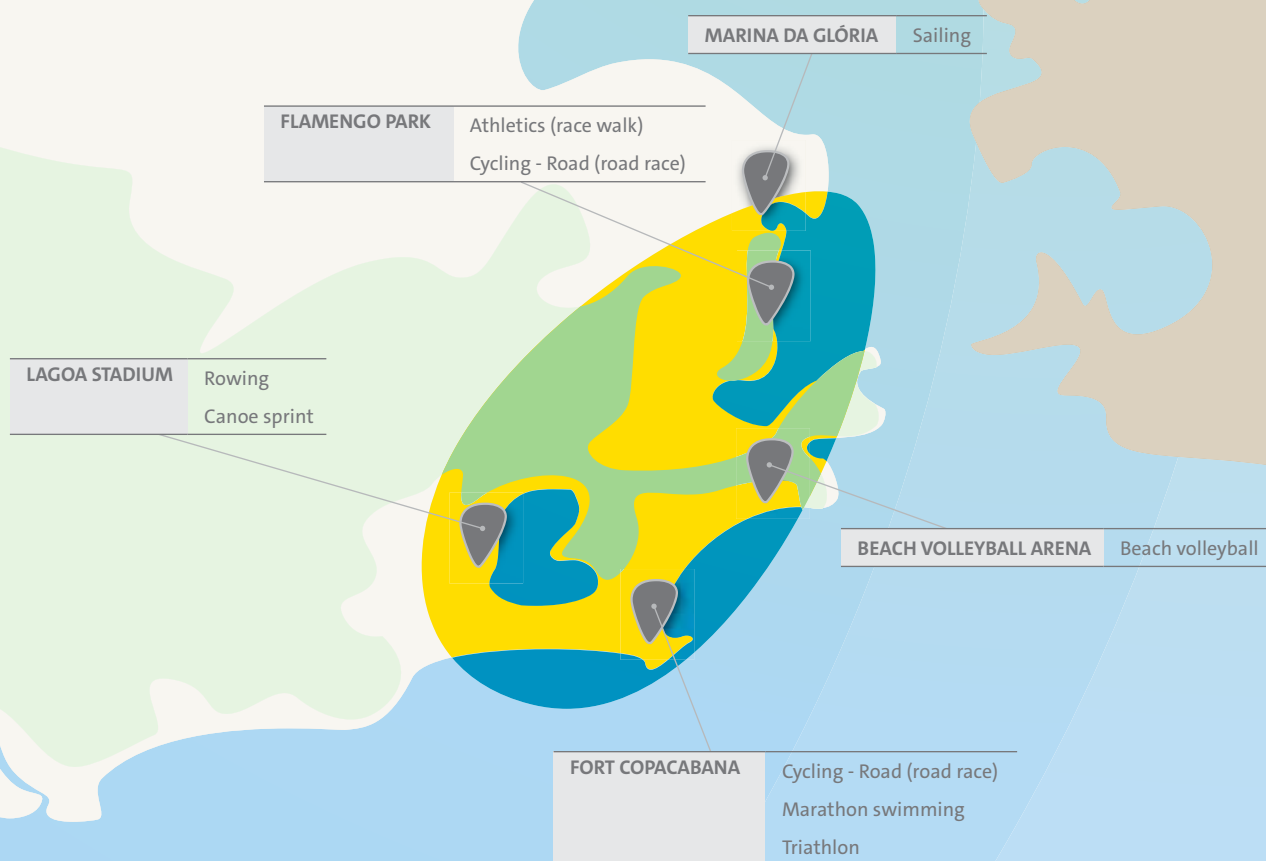 MARINA DA GLÓRIA Sailing
FLAMENGO PARK Athletics (race walk)
Cycling - Road (road race)
LAGOA STADIUM Rowing
Canoe sprint
BEACH VOLLEYBALL ARENA Beach volleyball
FORT COPACABANA Cycling - Road (road race)
Marathon swimming
Triathlon